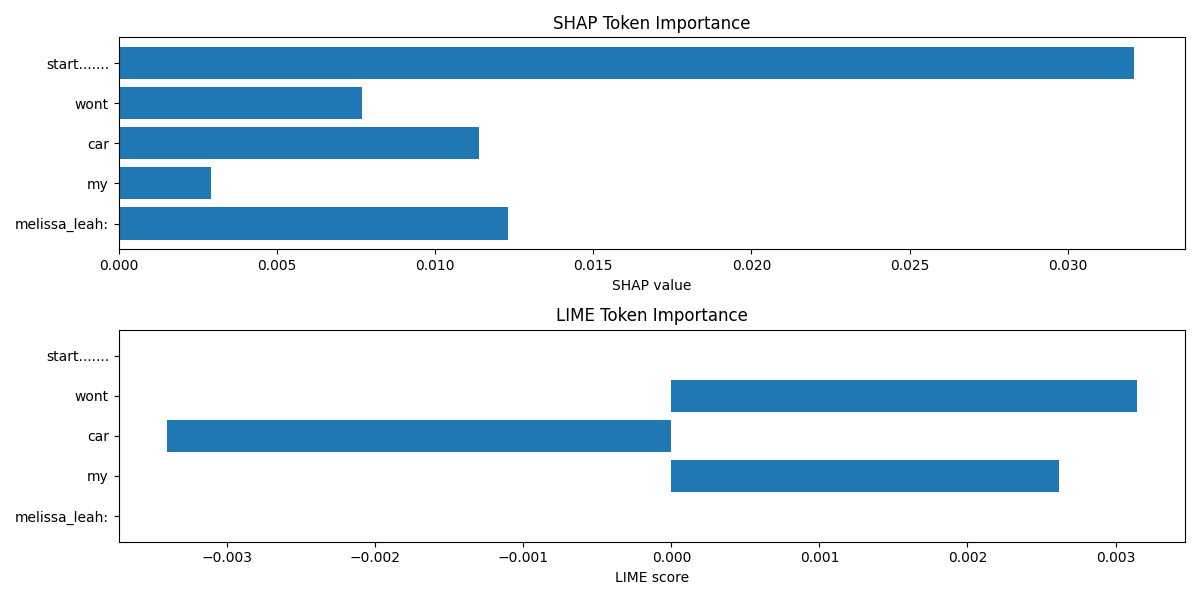 SHAP Token Importance
start.......
wont
car
my
melissa_leah:
0.000 0.005 0.010 0.015 0.020 0.025 0.030
SHAP value
LIME Token Importance
start.......
wont
car
my
melissa_leah:
−0.003 −0.002 −0.001 0.000 0.001 0.002 0.003
LIME score